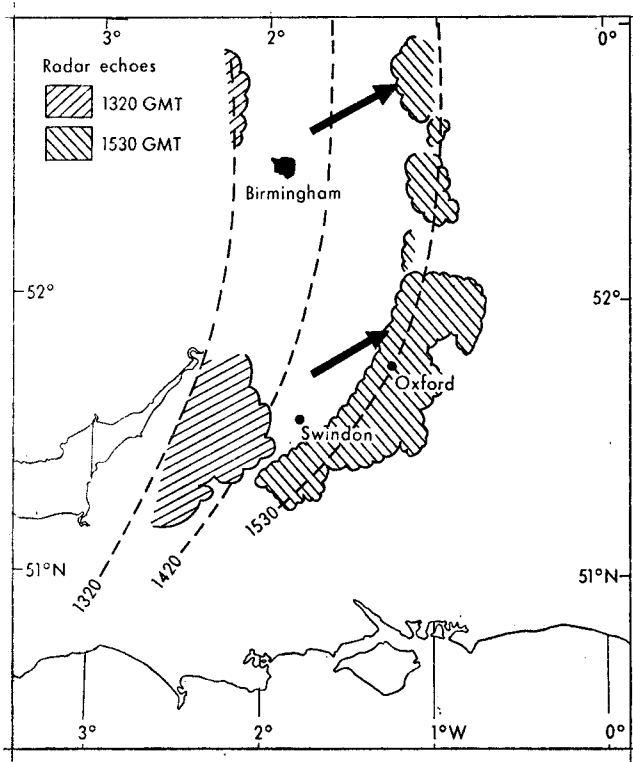 3° 2° 0°
Radar echoes
1320 GMT
1530 GMT
Birmingham
52° 52°
Oxford
Swindon
1530
1420
1320
51°N 51°N
3° 2° 1°W 0°